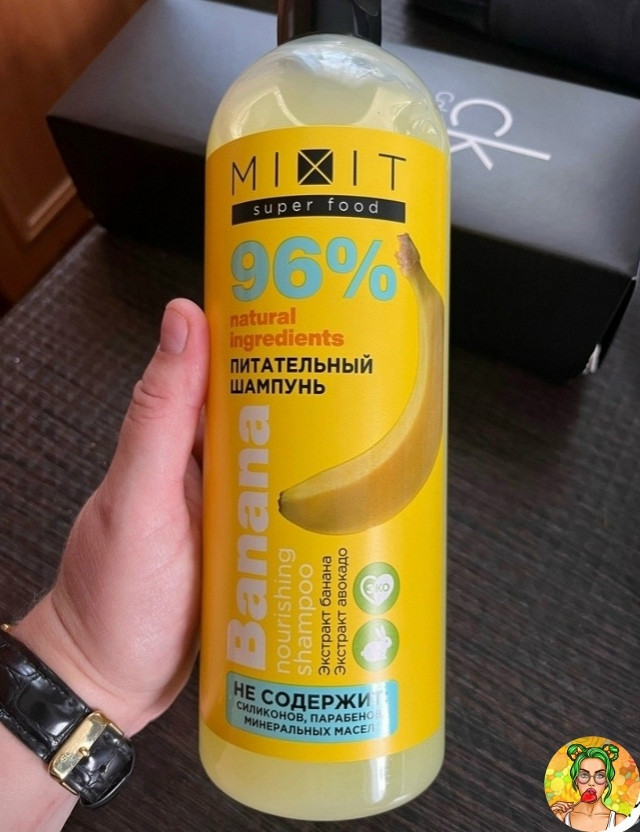 MIXIT
super food
96%
natural
ingredients
ПИТАТЕЛЬНЫЙ
ШАМПУНЬ
Banana
nourishing
shampoo
Экстракт банана
Экстракт авокадо
ЭКО
НЕ СОДЕРЖИТ:
СИЛИКОНОВ, ПАРАБЕНОВ,
МИНЕРАЛЬНЫХ МАСЕЛ
ck